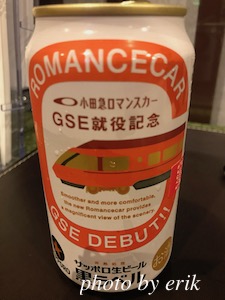 ROMANCECAR
小田急ロマンスカー
GSE就役記念
Smoother and more comfortable,
the new Romancecar provides
a magnificent view of the scenery.
GSE DEBUT!!
サッポロ生ビール
黒ラベル
photo by erik